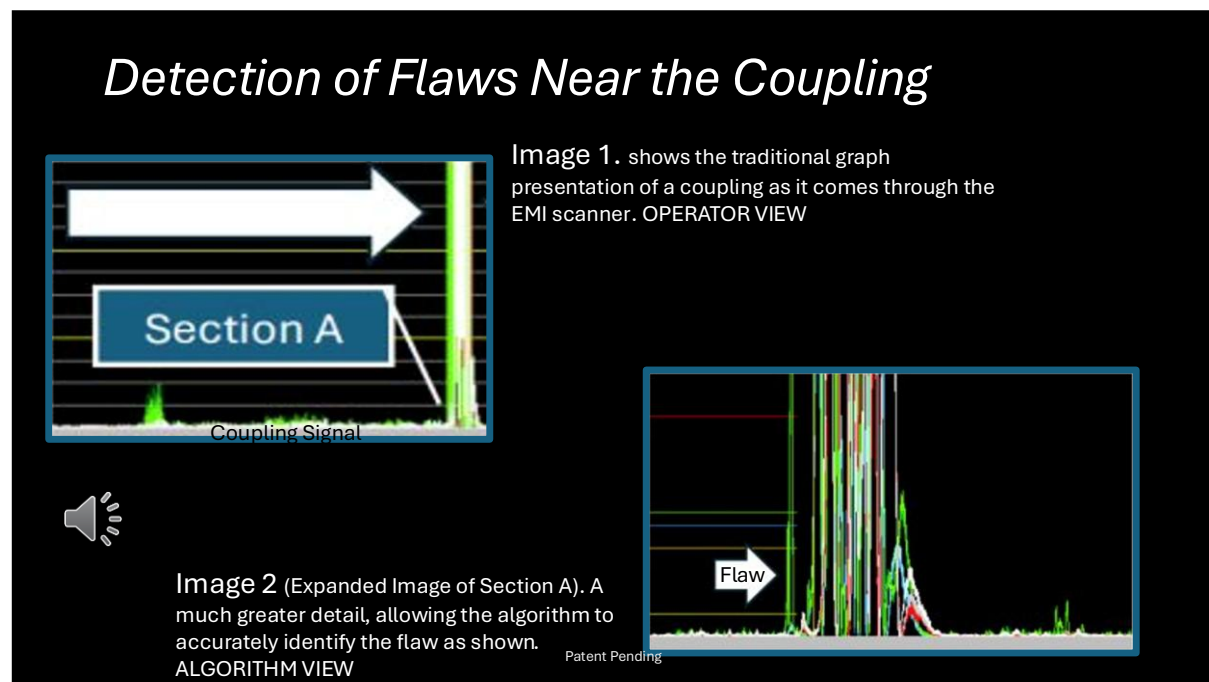 Detection of Flaws Near the Coupling
Image 1. shows the traditional graph
presentation of a coupling as it comes through the
EMI scanner. OPERATOR VIEW
Section A
Coupling Signal
Flaw
Image 2 (Expanded Image of Section A). A
much greater detail, allowing the algorithm to
accurately identify the flaw as shown.
ALGORITHM VIEW
Patent Pending